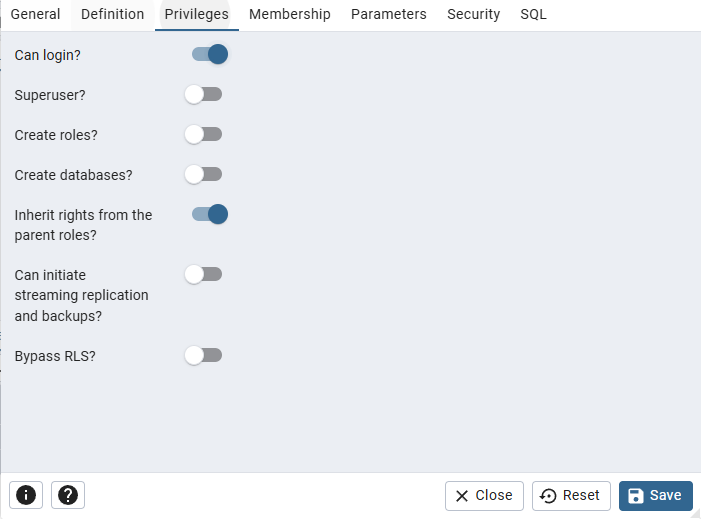 General Definition Privileges Membership Parameters Security SQL
Can login?
Superuser?
Create roles?
Create databases?
Inherit rights from the
parent roles?
Can initiate
streaming replication
and backups?
Bypass RLS?
Close Reset Save